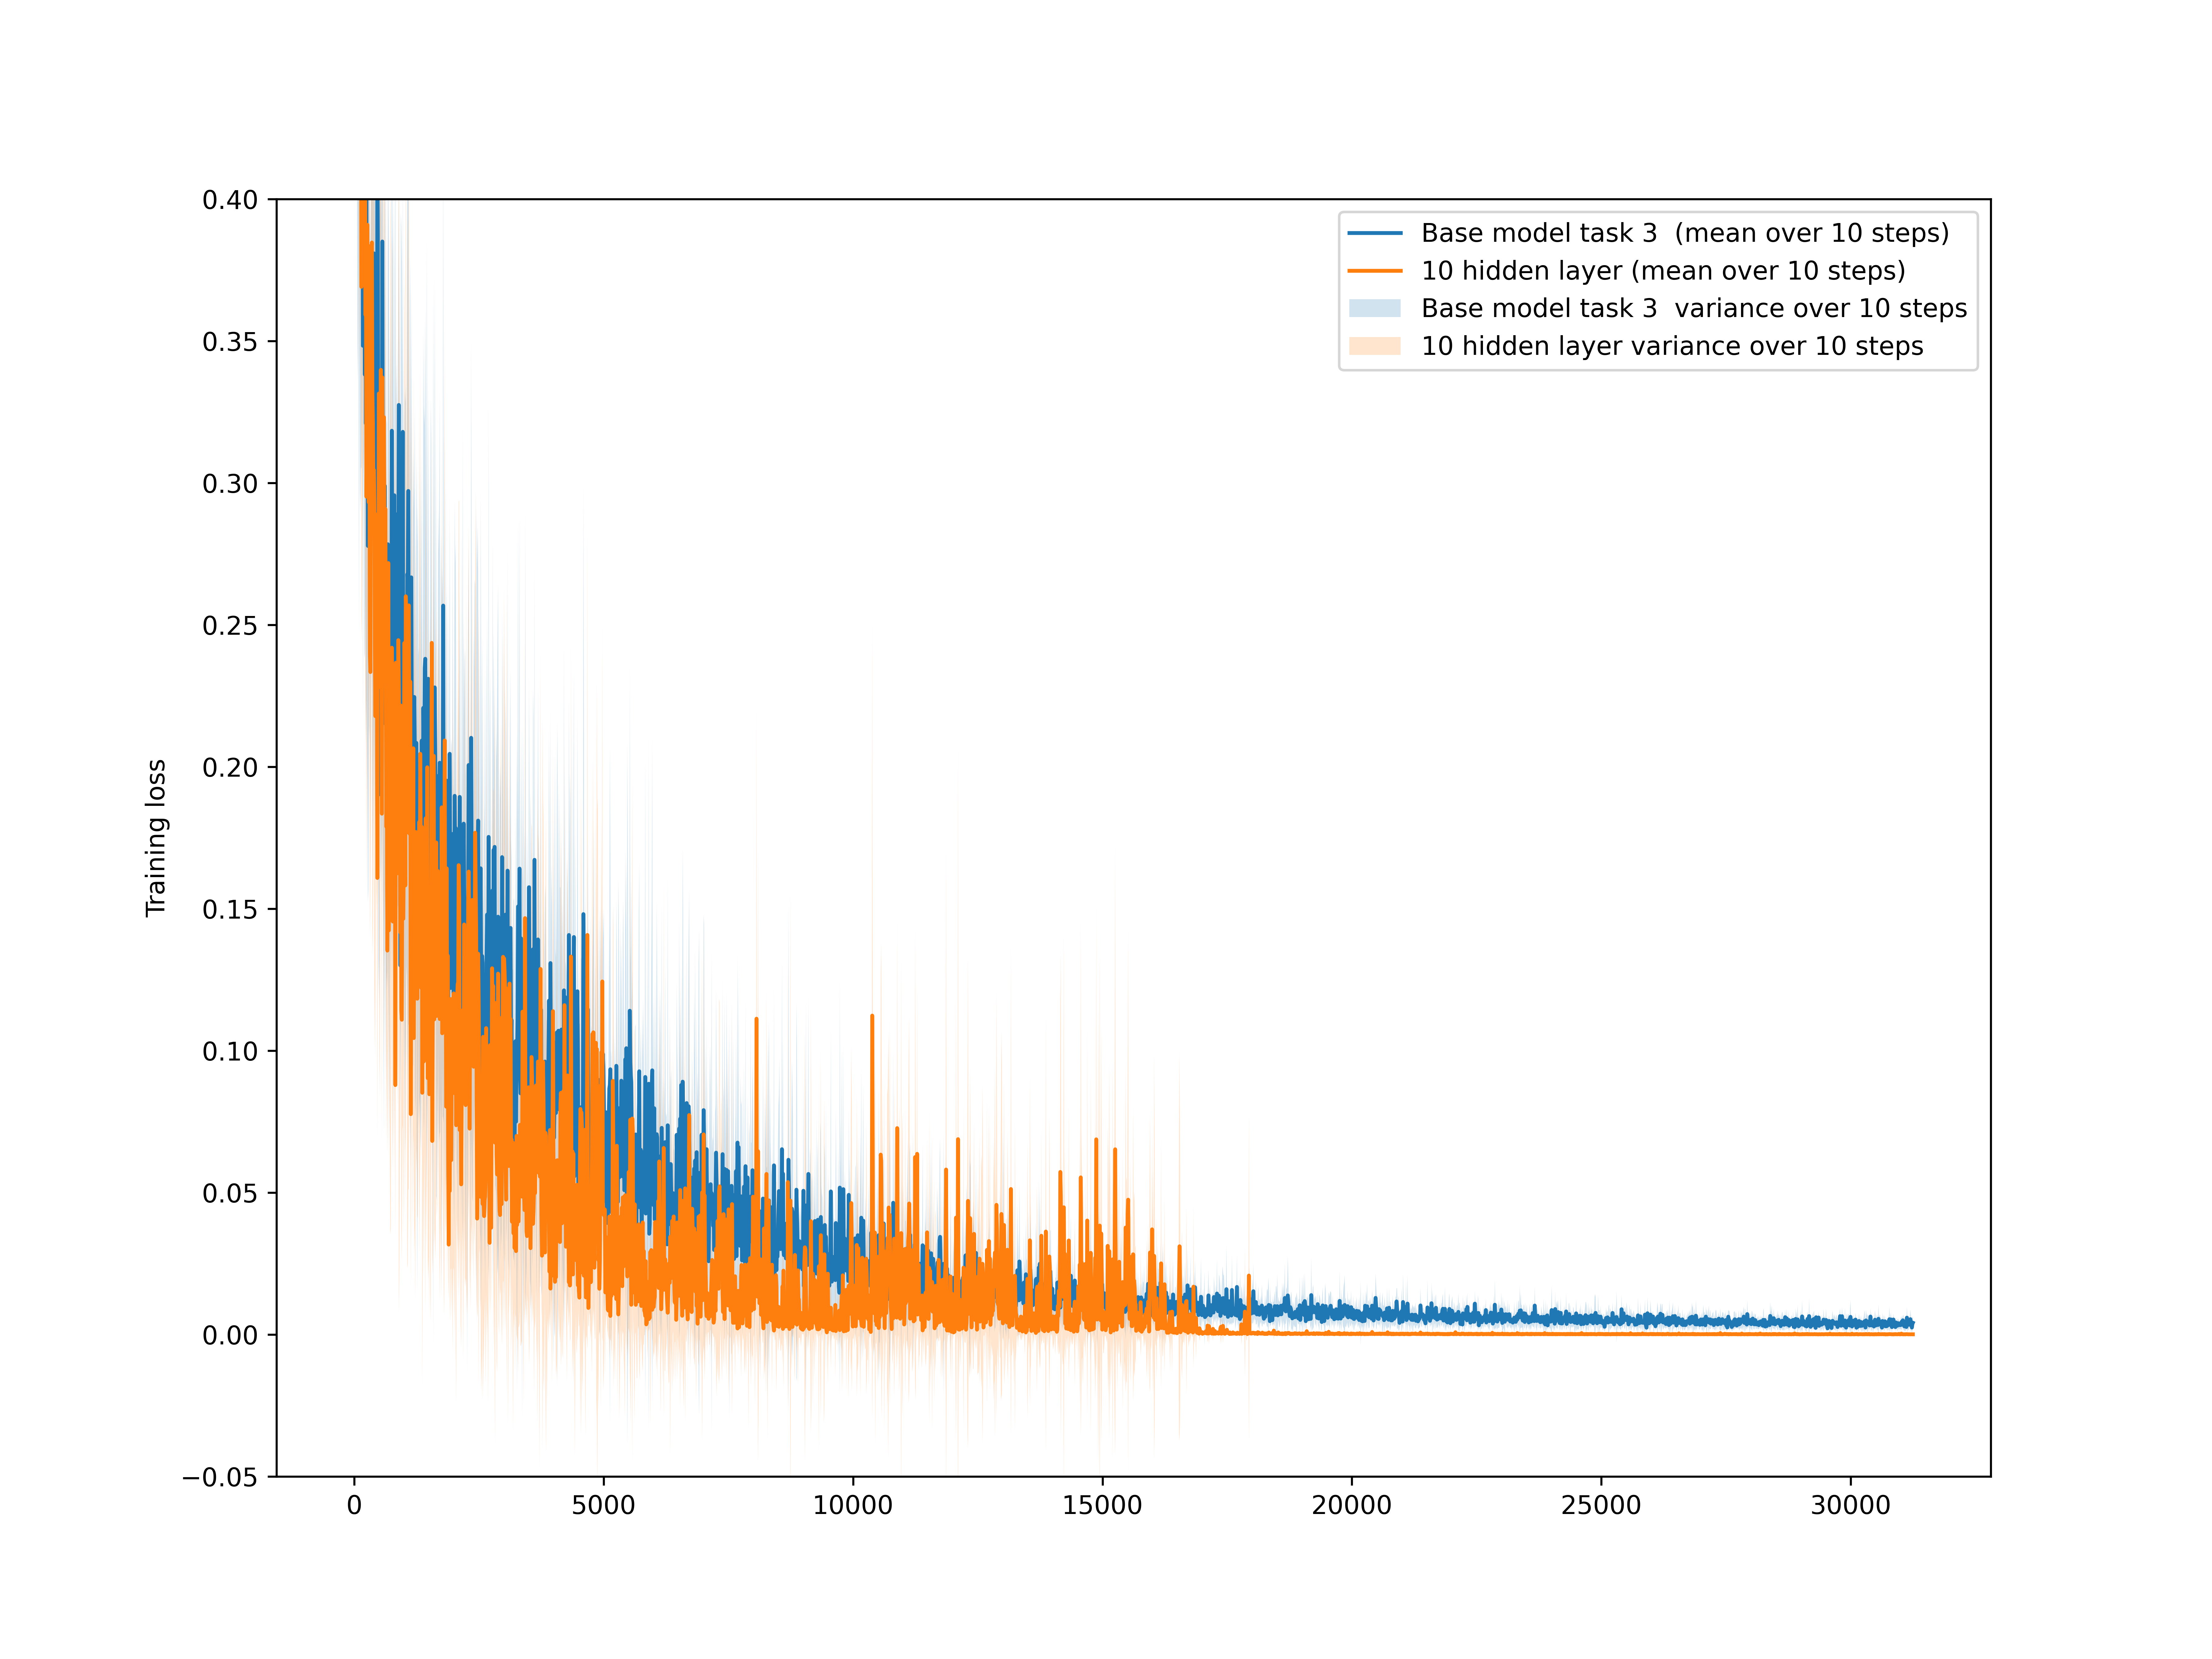 0.40
0.35
0.30
0.25
0.20
0.15
0.10
0.05
0.00
−0.05
Training loss
Base model task 3  (mean over 10 steps)
10 hidden layer (mean over 10 steps)
Base model task 3  variance over 10 steps
10 hidden layer variance over 10 steps
0 5000 10000 15000 20000 25000 30000